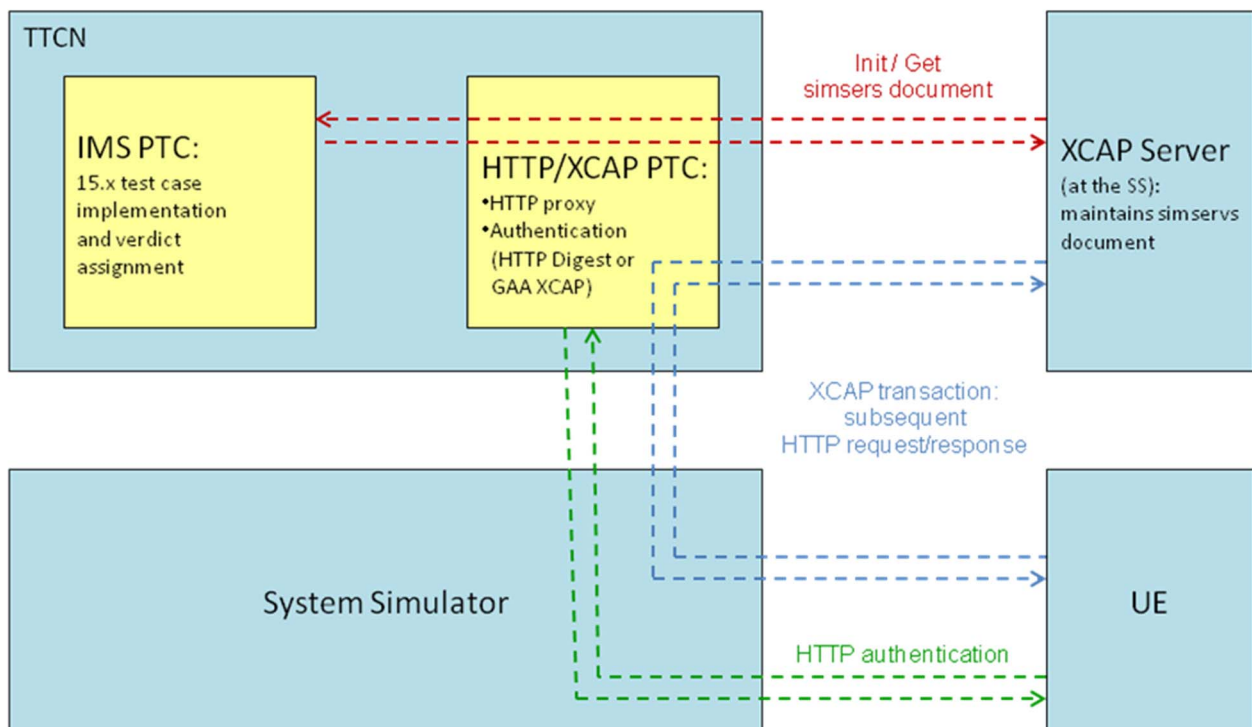 TTCN
IMS PTC:
15.x test case
implementation
and verdict
assignment
HTTP/XCAP PTC:
•HTTP proxy
•Authentication
(HTTP Digest or
GAA XCAP)
Init / Get
simsers document
XCAP Server
(at the SS):
maintains simservs
document
XCAP transaction:
subsequent
HTTP request/response
System Simulator
UE
HTTP authentication